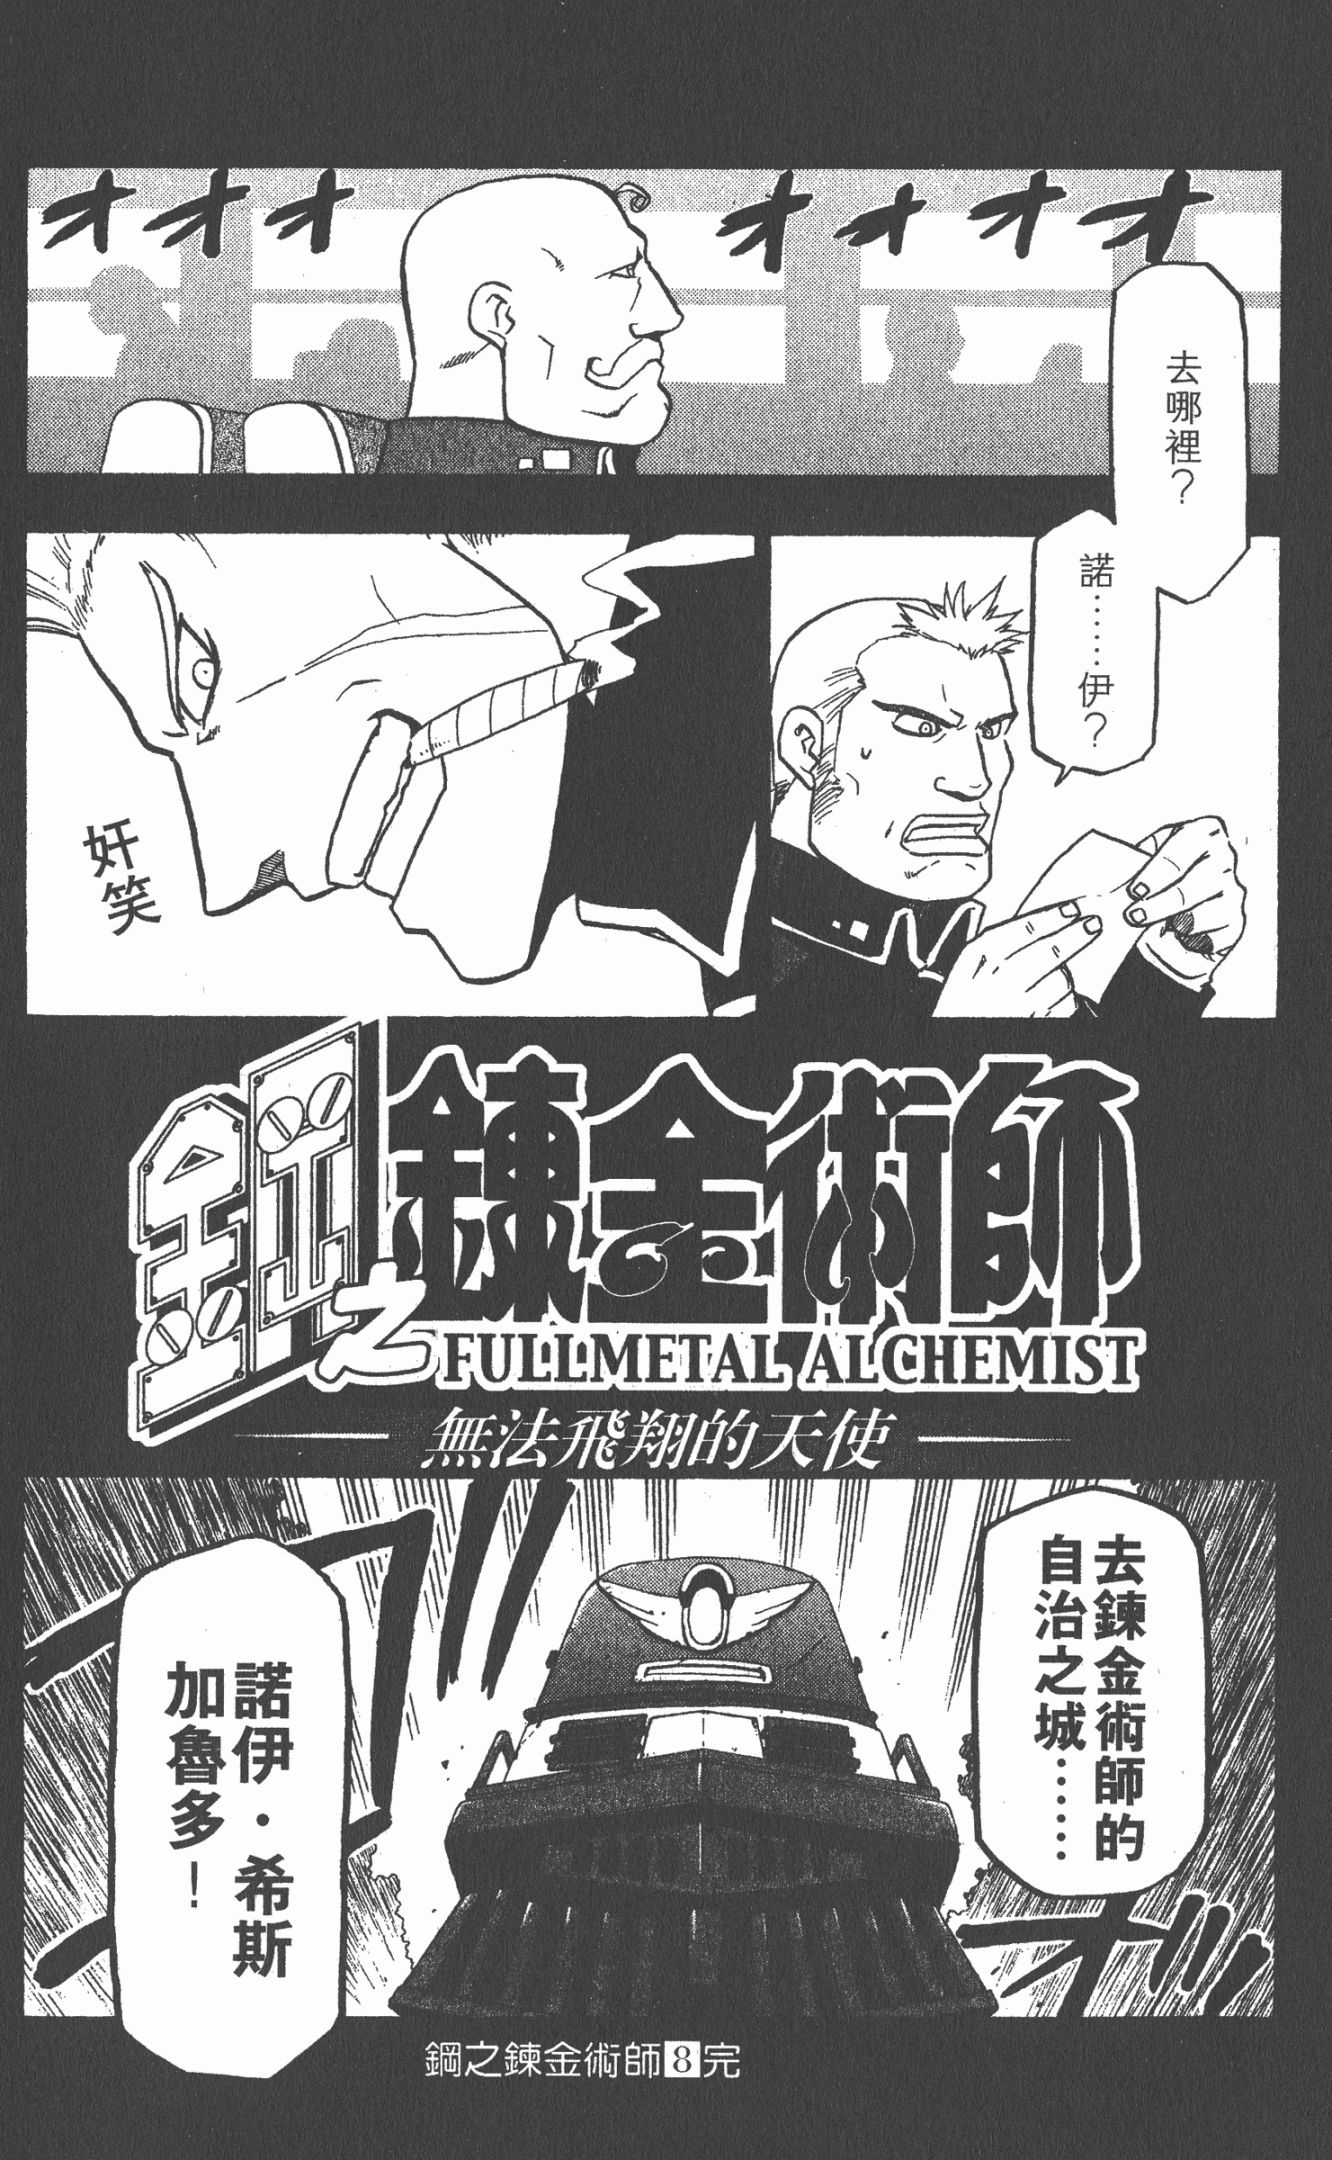 オオオオ
オオオ
去哪裡？
諾……伊？
奸笑
鋼之鍊金術師
FULLMETAL ALCHEMIST
無法飛翔的天使
去鍊金術師的
自治之城……
諾伊・希斯
加魯多！
鋼之鍊金術師8完